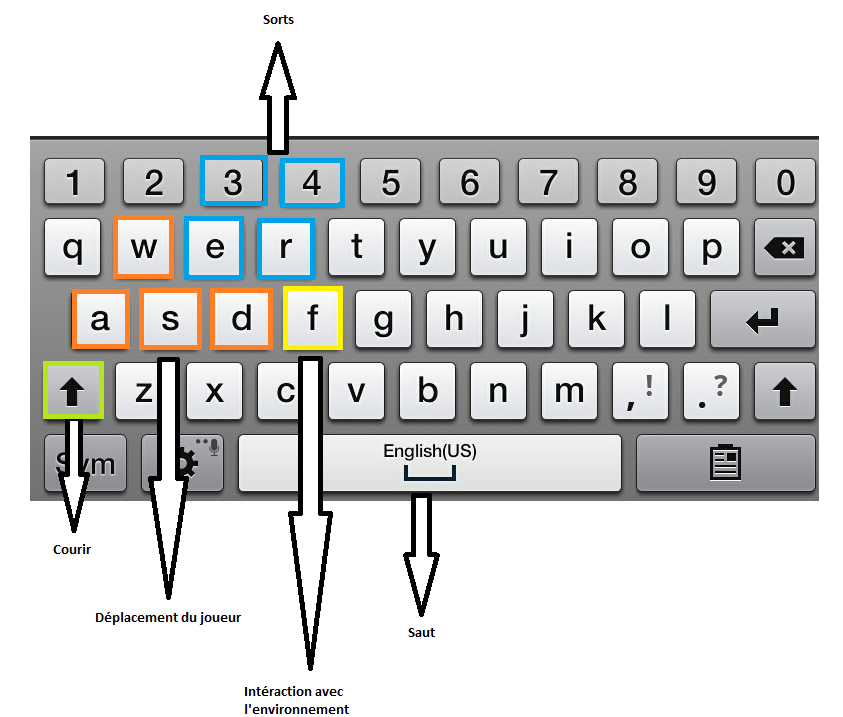 Sorts
1 2 3 4 5 6 7 8 9 0
q w e r t y u i o p
a s d f g h j k l
z x c v b n m , ! . ?
Sym
English(US)
Courir
Déplacement du joueur
Saut
Intéraction avec
l'environnement